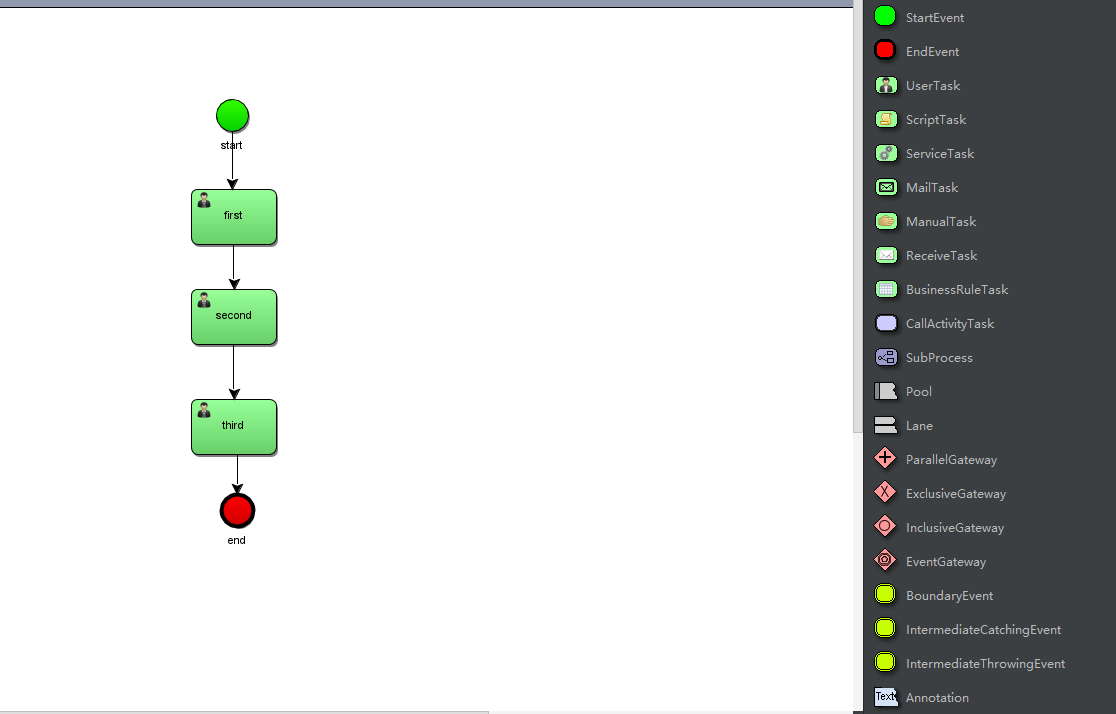 start
first
second
third
end
StartEvent
EndEvent
UserTask
ScriptTask
ServiceTask
MailTask
ManualTask
ReceiveTask
BusinessRuleTask
CallActivityTask
SubProcess
Pool
Lane
ParallelGateway
ExclusiveGateway
InclusiveGateway
EventGateway
BoundaryEvent
IntermediateCatchingEvent
IntermediateThrowingEvent
Text Annotation